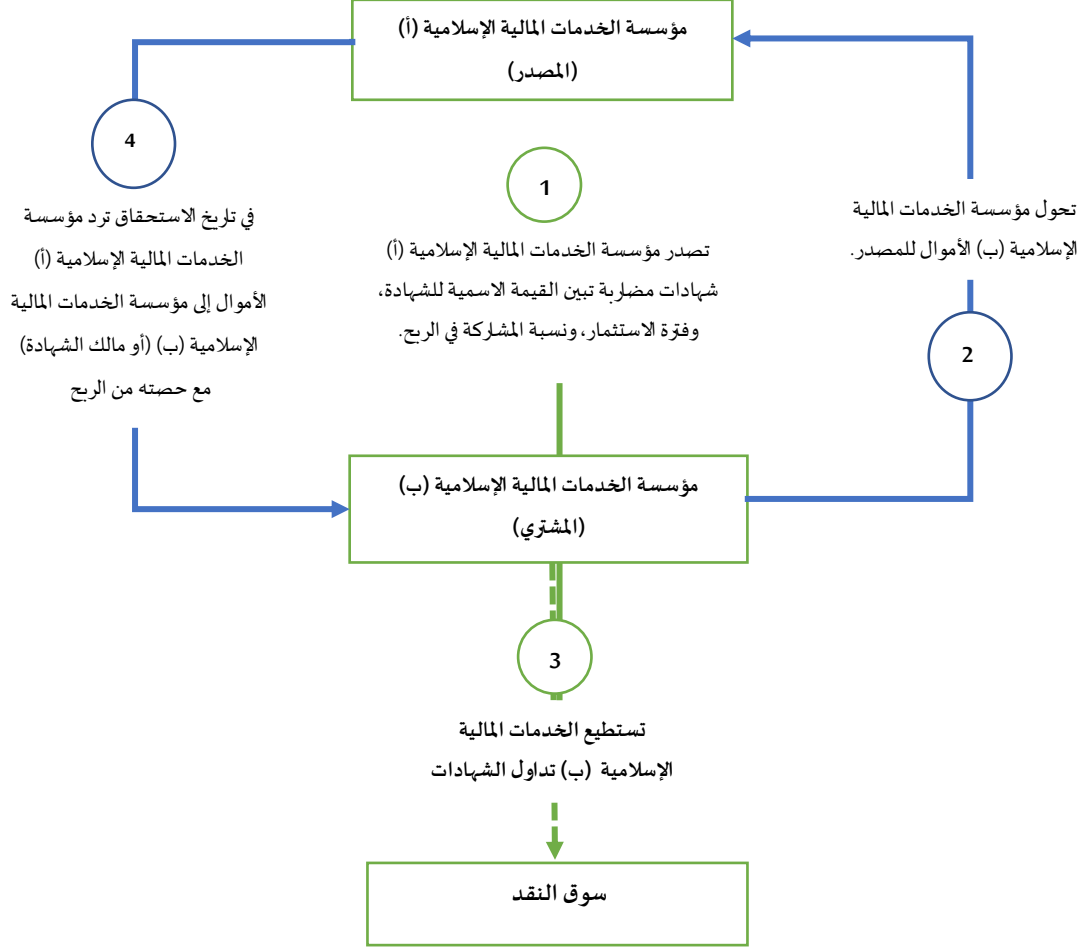 مؤسسة الخدمات المالية الإسلامية (أ)
(المصدر)
1
تصدر مؤسسة الخدمات المالية الإسلامية (أ)
شهادات مضاربة تبين القيمة الاسمية للشهادة،
وفترة الاستثمار، ونسبة المشاركة في الربح.
2
تحول مؤسسة الخدمات المالية
الإسلامية (ب) الأموال للمصدر.
مؤسسة الخدمات المالية الإسلامية (ب)
(المشتري)
3
تستطيع الخدمات المالية
الإسلامية (ب) تداول الشهادات
سوق النقد
4
في تاريخ الاستحقاق ترد مؤسسة
الخدمات المالية الإسلامية (أ)
الأموال إلى مؤسسة الخدمات المالية
الإسلامية (ب) (أو مالك الشهادة)
مع حصته من الربح